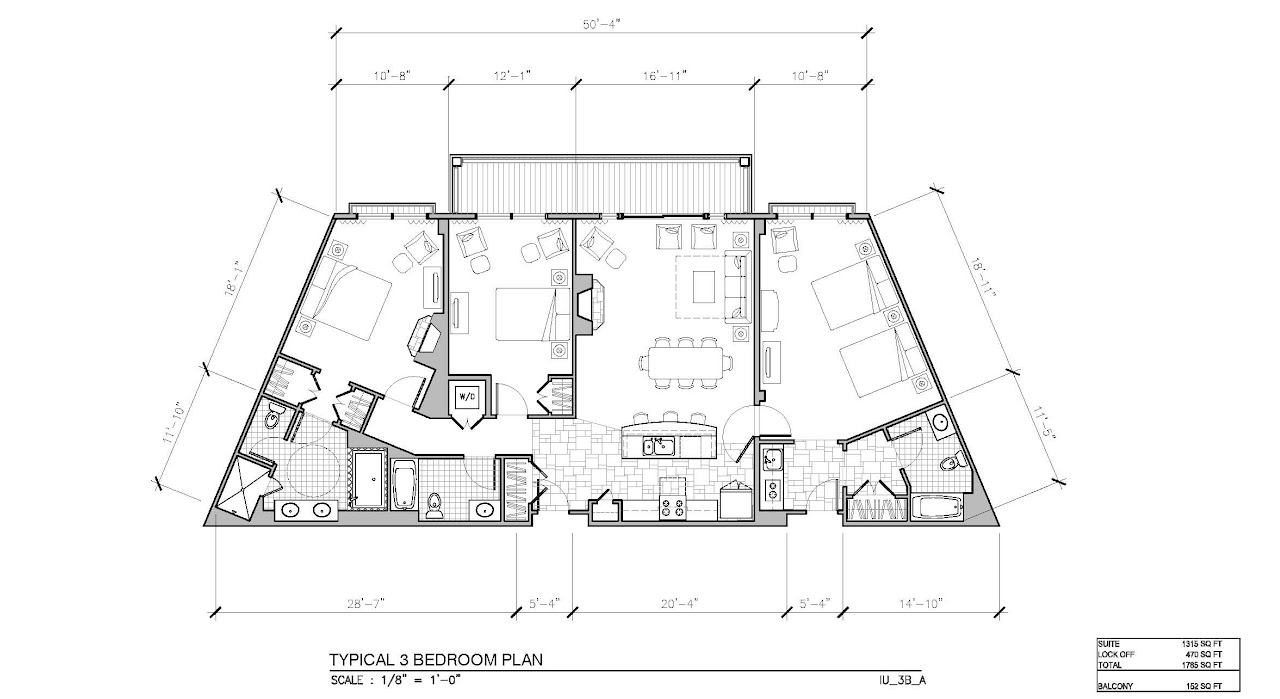 50'-4"
10'-8" 12'-1" 16'-11" 10'-8"
18'-1"
18'-11"
11'-10"
11'-5"
W/D
28'-7" 5'-4" 20'-4" 5'-4" 14'-10"
TYPICAL 3 BEDROOM PLAN
SCALE : 1/8" = 1'-0" IU_3B_A
SUITE 1315 SQ FT
LOCK OFF 470 SQ FT
TOTAL 1785 SQ FT
BALCONY 152 SQ FT